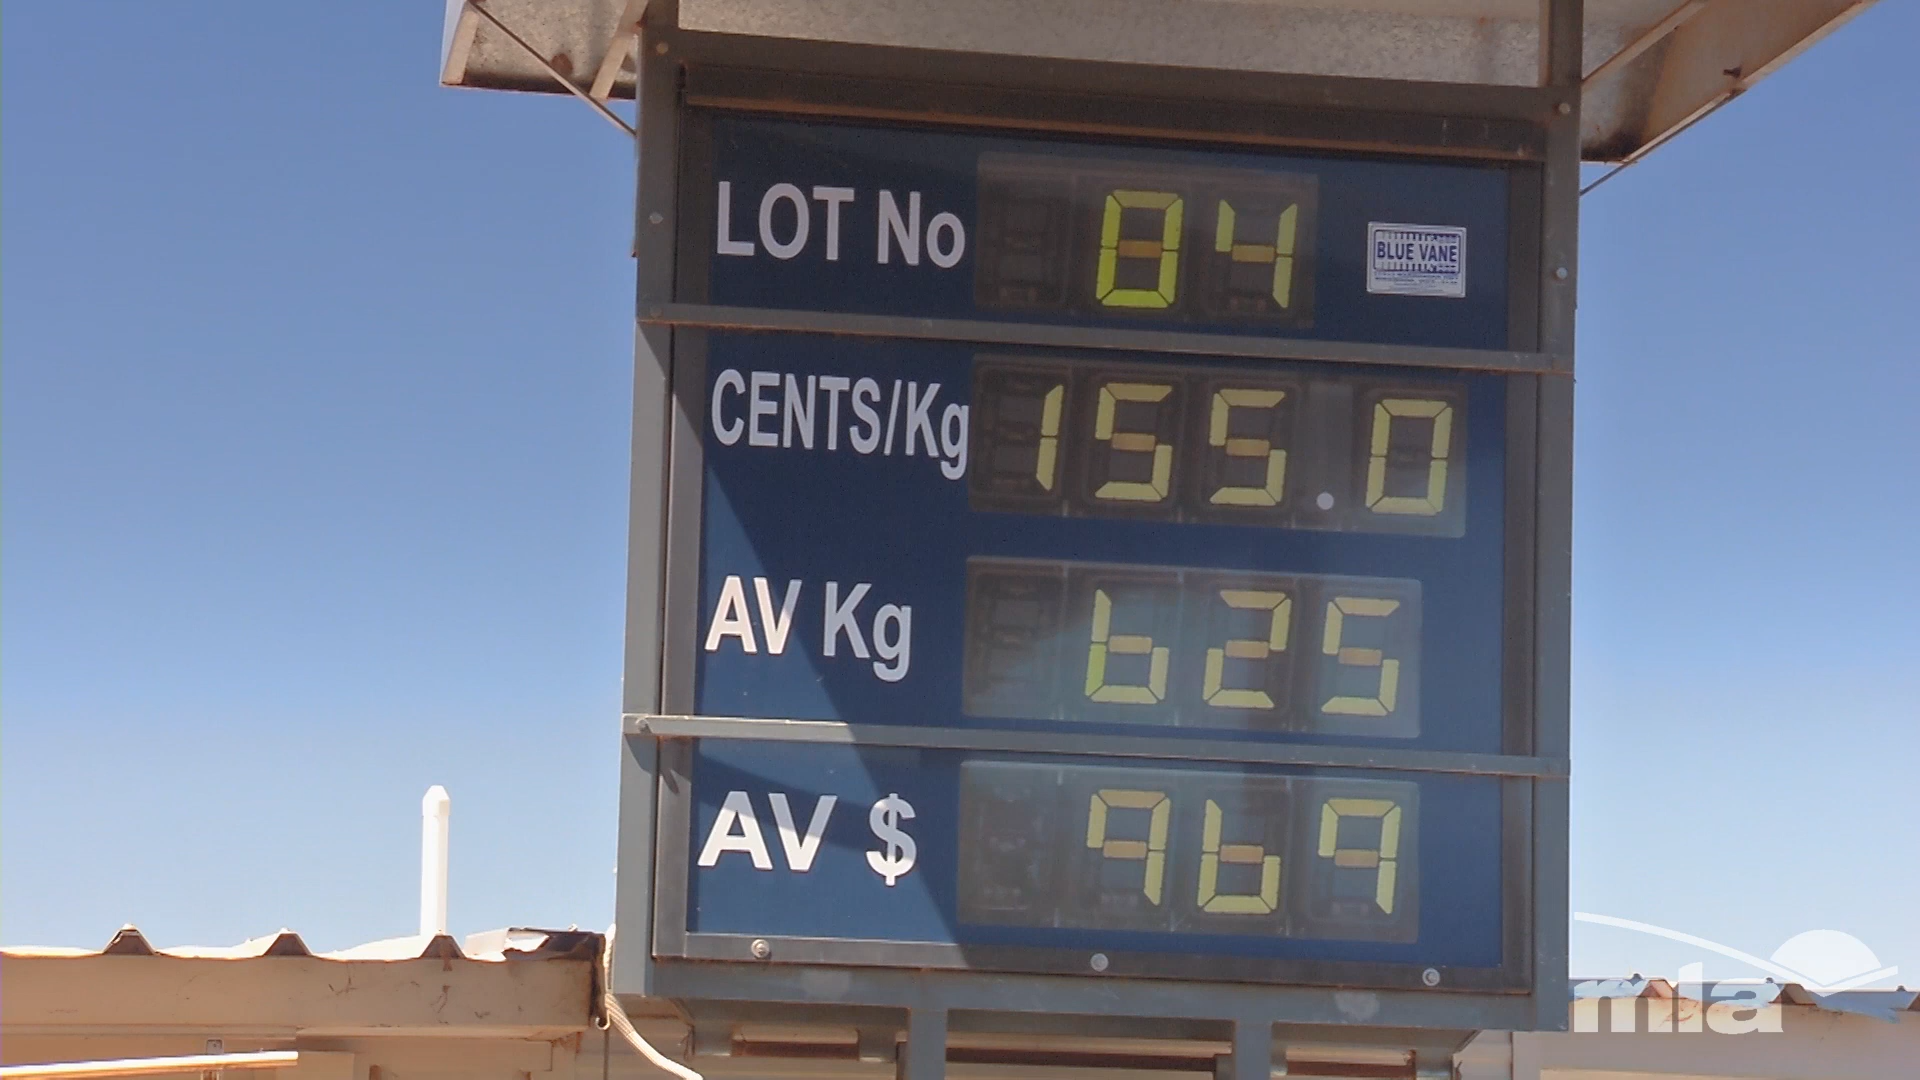 LOT No 04
BLUE VANE
CENTS/Kg 155.0
AV Kg 625
AV $ 969
mla